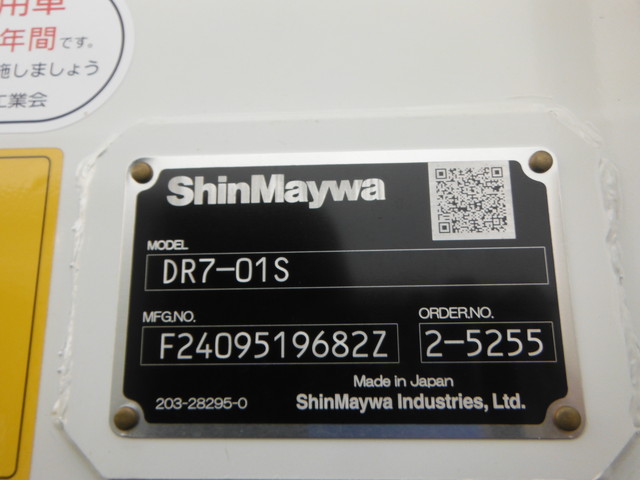 用車
年間です。
施しましょう
工業会
ShinMaywa
MODEL
DR7-01S
MFG.NO.
F2409519682Z
ORDER.NO.
2-5255
Made in Japan
203-28295-0
ShinMaywa Industries, Ltd.